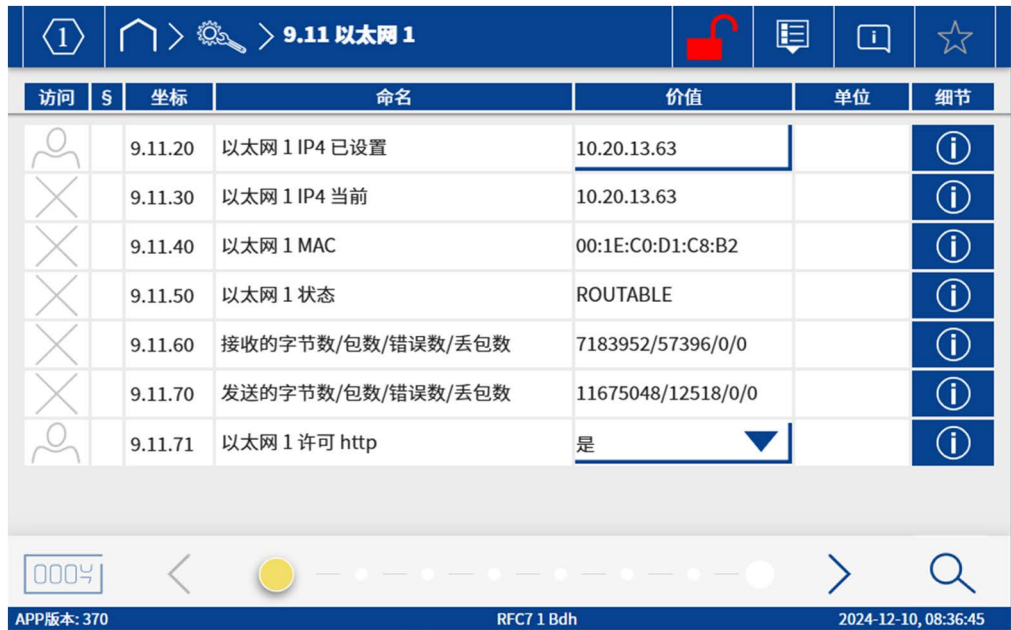 1 9.11 以太网 1 i
访问 § 坐标 命名 价值 单位 细节
9.11.20 以太网 1 IP4 已设置 10.20.13.63 i
9.11.30 以太网 1 IP4 当前 10.20.13.63 i
9.11.40 以太网 1 MAC 00:1E:C0:D1:C8:B2 i
9.11.50 以太网 1 状态 ROUTABLE i
9.11.60 接收的字节数/包数/错误数/丢包数 7183952/57396/0/0 i
9.11.70 发送的字节数/包数/错误数/丢包数 11675048/12518/0/0 i
9.11.71 以太网 1 许可 http 是 i
APP版本: 370 RFC7 1 Bdh 2024-12-10, 08:36:45